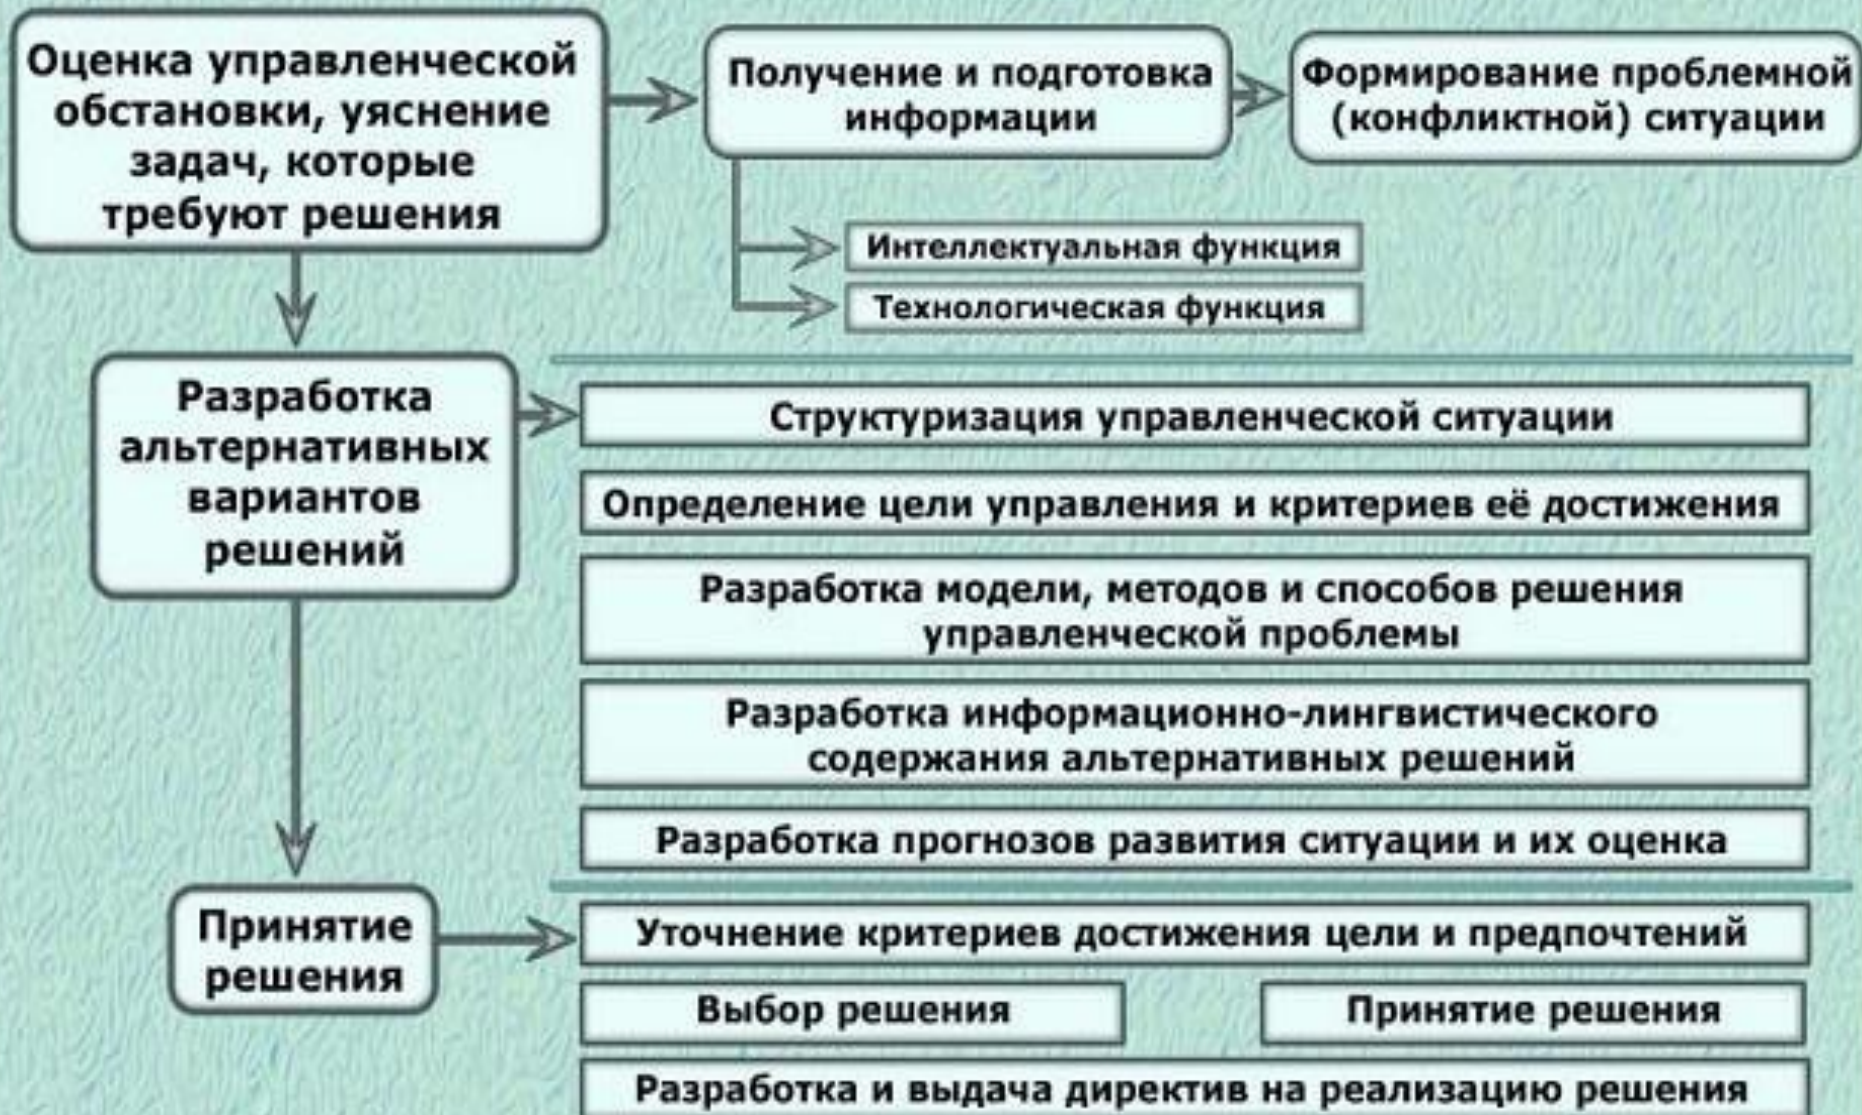 Оценка управленческой
обстановки, уяснение
задач, которые
требуют решения
Получение и подготовка
информации
Формирование проблемной
(конфликтной) ситуации
Интеллектуальная функция
Технологическая функция
Разработка
альтернативных
вариантов
решений
Структуризация управленческой ситуации
Определение цели управления и критериев её достижения
Разработка модели, методов и способов решения
управленческой проблемы
Разработка информационно-лингвистического
содержания альтернативных решений
Разработка прогнозов развития ситуации и их оценка
Принятие
решения
Уточнение критериев достижения цели и предпочтений
Выбор решения
Принятие решения
Разработка и выдача директив на реализацию решения